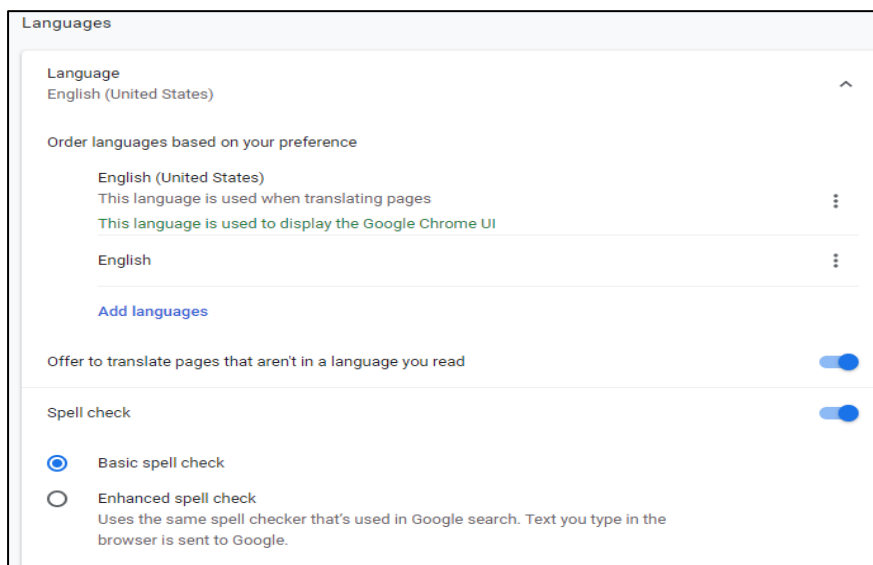 Languages
Language
English (United States)
Order languages based on your preference
English (United States)
This language is used when translating pages
This language is used to display the Google Chrome UI
English
Add languages
Offer to translate pages that aren't in a language you read
Spell check
Basic spell check
Enhanced spell check
Uses the same spell checker that's used in Google search. Text you type in the
browser is sent to Google.